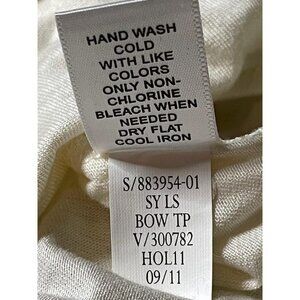 HAND WASH
COLD
WITH LIKE
COLORS
ONLY NON-
CHLORINE
BLEACH WHEN
NEEDED
DRY FLAT
COOL IRON
S/883954-01
SY LS
BOW TP
V/300782
HOL11
09/11